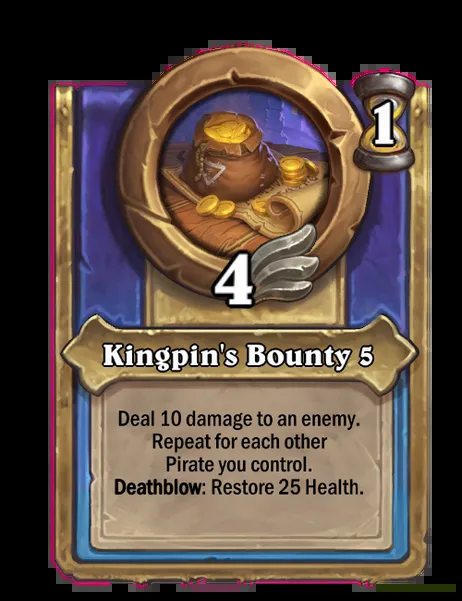 1
4
Kingpin's Bounty 5
Deal 10 damage to an enemy.
Repeat for each other
Pirate you control.
Deathblow: Restore 25 Health.